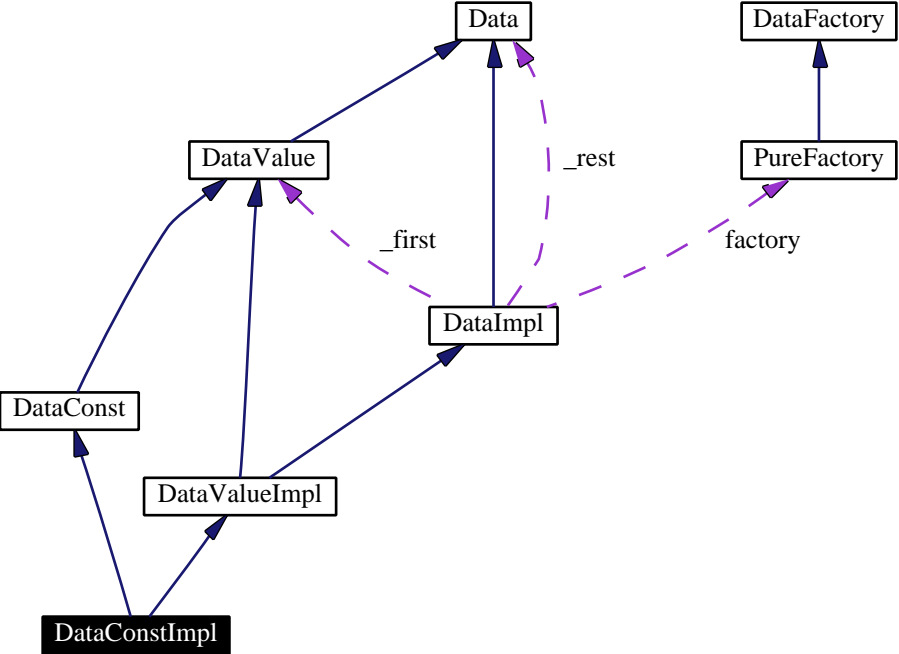 Data
DataFactory
DataValue
_rest
PureFactory
_first
factory
DataImpl
DataConst
DataValueImpl
DataConstImpl